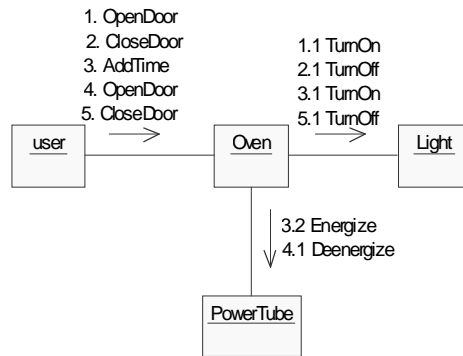 1. OpenDoor
2. CloseDoor
3. AddTime
4. OpenDoor
5. CloseDoor
1.1 TurnOn
2.1 TurnOff
3.1 TurnOn
5.1 TurnOff
user
Oven
Light
3.2 Energize
4.1 Deenergize
PowerTube